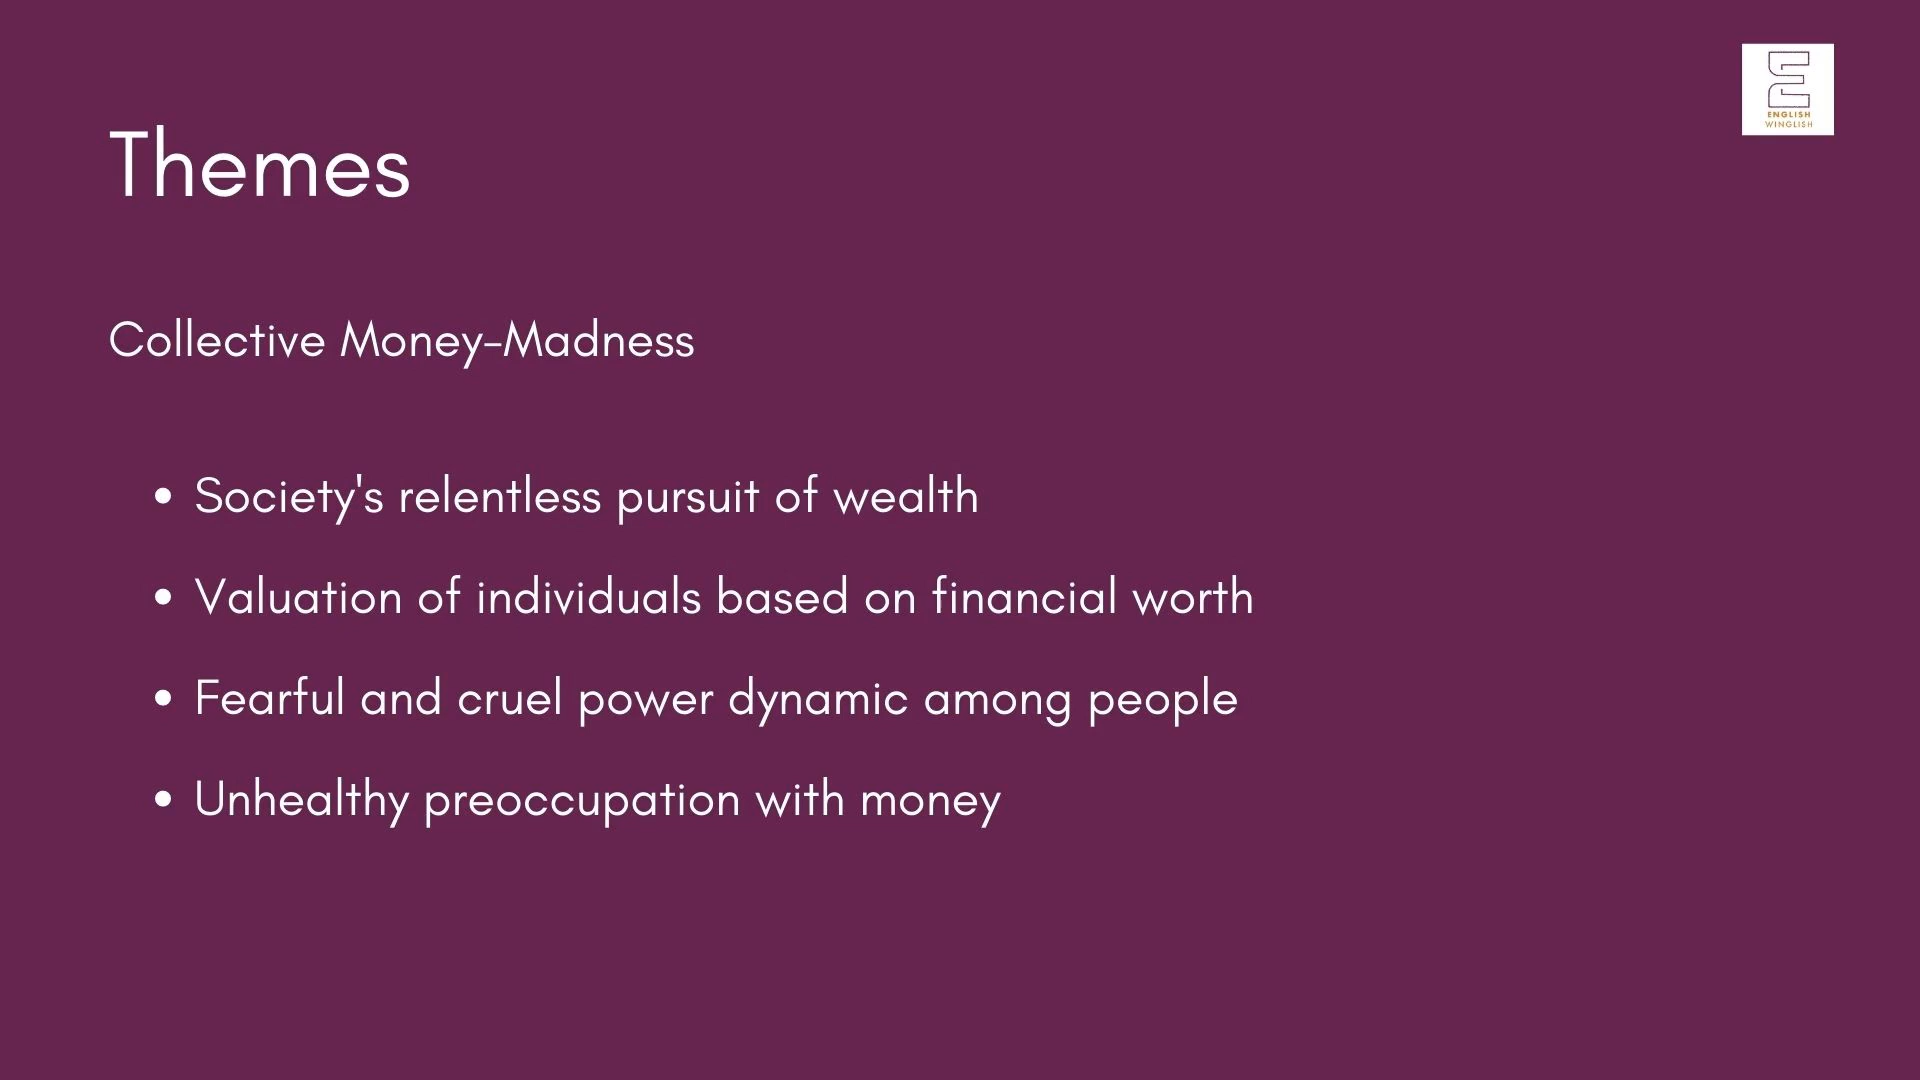 ENGLISH
WINGLISH
Themes
Collective Money-Madness
• Society's relentless pursuit of wealth
• Valuation of individuals based on financial worth
• Fearful and cruel power dynamic among people
• Unhealthy preoccupation with money